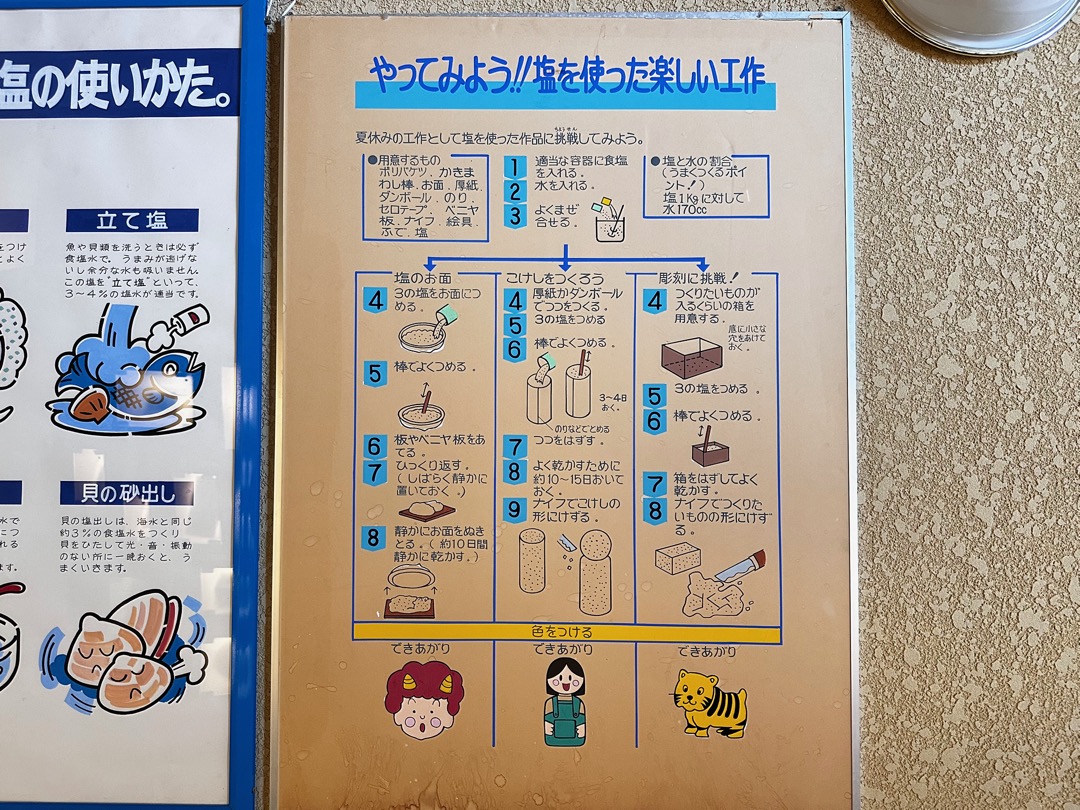 塩の使いかた。
立て塩
魚や貝類を洗うときは必ず
食塩水で。うまみが逃げな
いし余分な水も吸いません。
この塩を"立て塩"といって、
3〜4%の塩水が適当です。
貝の砂出し
貝の塩出しは、海水と同じ
約3%の食塩水をつくり
貝をひたして光・音・振動
のない所に一晩おくと、う
まくいきます。
やってみよう!!塩を使った楽しい工作
夏休みの工作として塩を使った作品に挑戦してみよう。
ちょうせん
●用意するもの
ポリバケツ、かきま
わし棒、お面、厚紙、
ダンボール、のり、
セロテープ、ベニヤ
板、ナイフ、絵具、
ふで、塩
1 適当な容器に食塩
を入れる。
2 水を入れる。
3 よくまぜ
合せる。
●塩と水の割合
(うまくつくるポイ
ント!)
塩1Kgに対して
水170cc
塩のお面
4 3の塩をお面につ
める。
5 棒でよくつめる。
6 板やベニヤ板をあ
てる。
7 ひっくり返す。
(しばらく静かに
置いておく。)
8 静かにお面をぬき
とる。(約10日間
静かに乾かす。)
こけしをつくろう
4 厚紙かダンボール
でつつをつくる。
5 3の塩をつめる
6 棒でよくつめる。
3〜4日
おく。
のりなどでとめる
7 つつをはずす。
8 よく乾かすために
約10〜15日おいて
おく。
9 ナイフでこけしの
形にけずる。
彫刻に挑戦!
4 つくりたいものが
入るくらいの箱を
用意する。
底に小さな
穴をあけて
おく。
5 3の塩をつめる。
6 棒でよくつめる。
7 箱をはずしてよく
乾かす。
8 ナイフでつくりた
いものの形にけず
る。
色をつける
できあがり
できあがり
できあがり